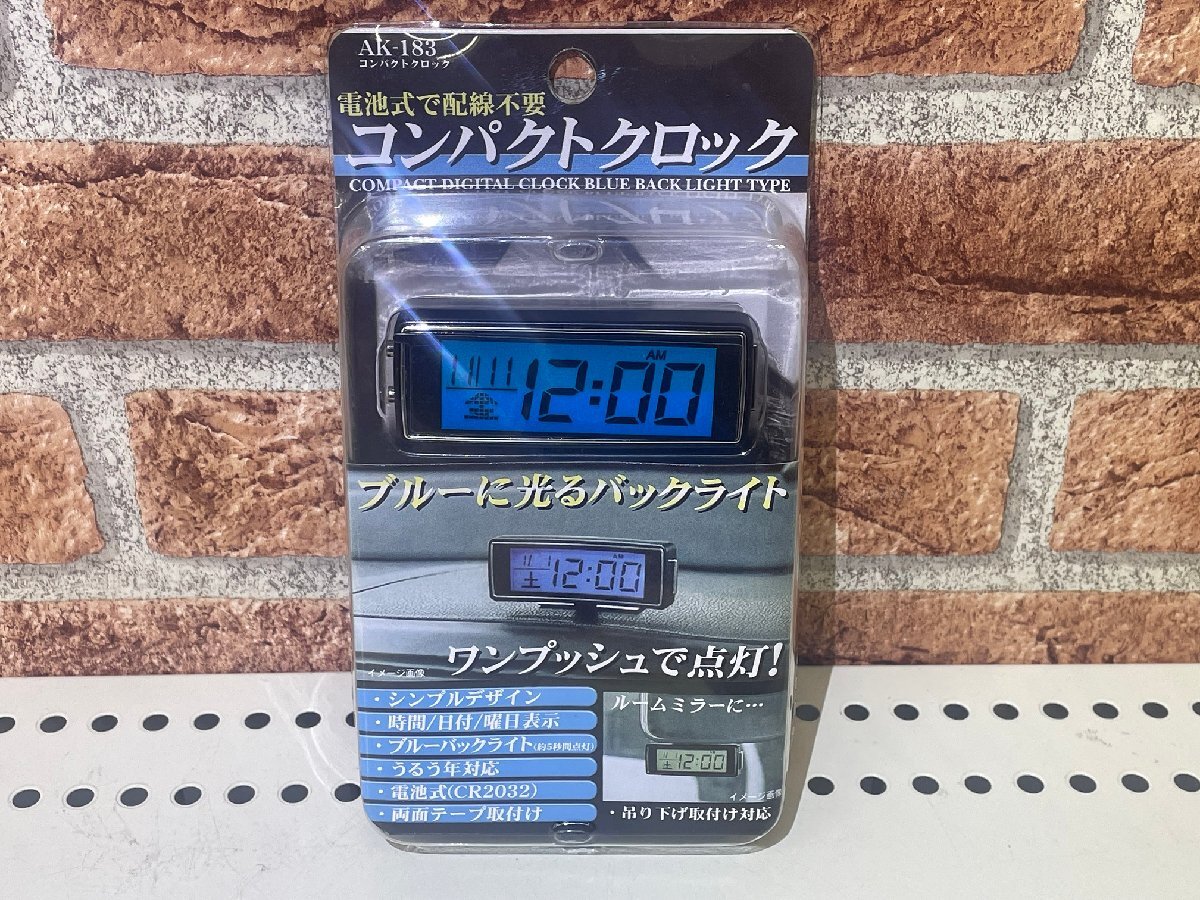 AK-183
コンパクトクロック
電池式で配線不要
コンパクトクロック
COMPACT DIGITAL CLOCK BLUE BACK LIGHT TYPE
AM
12:00
ブルーに光るバックライト
AM
11 1
土 12:00
ワンプッシュで点灯!
イメージ画像
・シンプルデザイン
・時間/日付/曜日表示
・ブルーバックライト(約5秒間点灯)
・うるう年対応
・電池式(CR2032)
・両面テープ取付け
ルームミラーに…
土 12:00
イメージ画像
・吊り下げ取付け対応